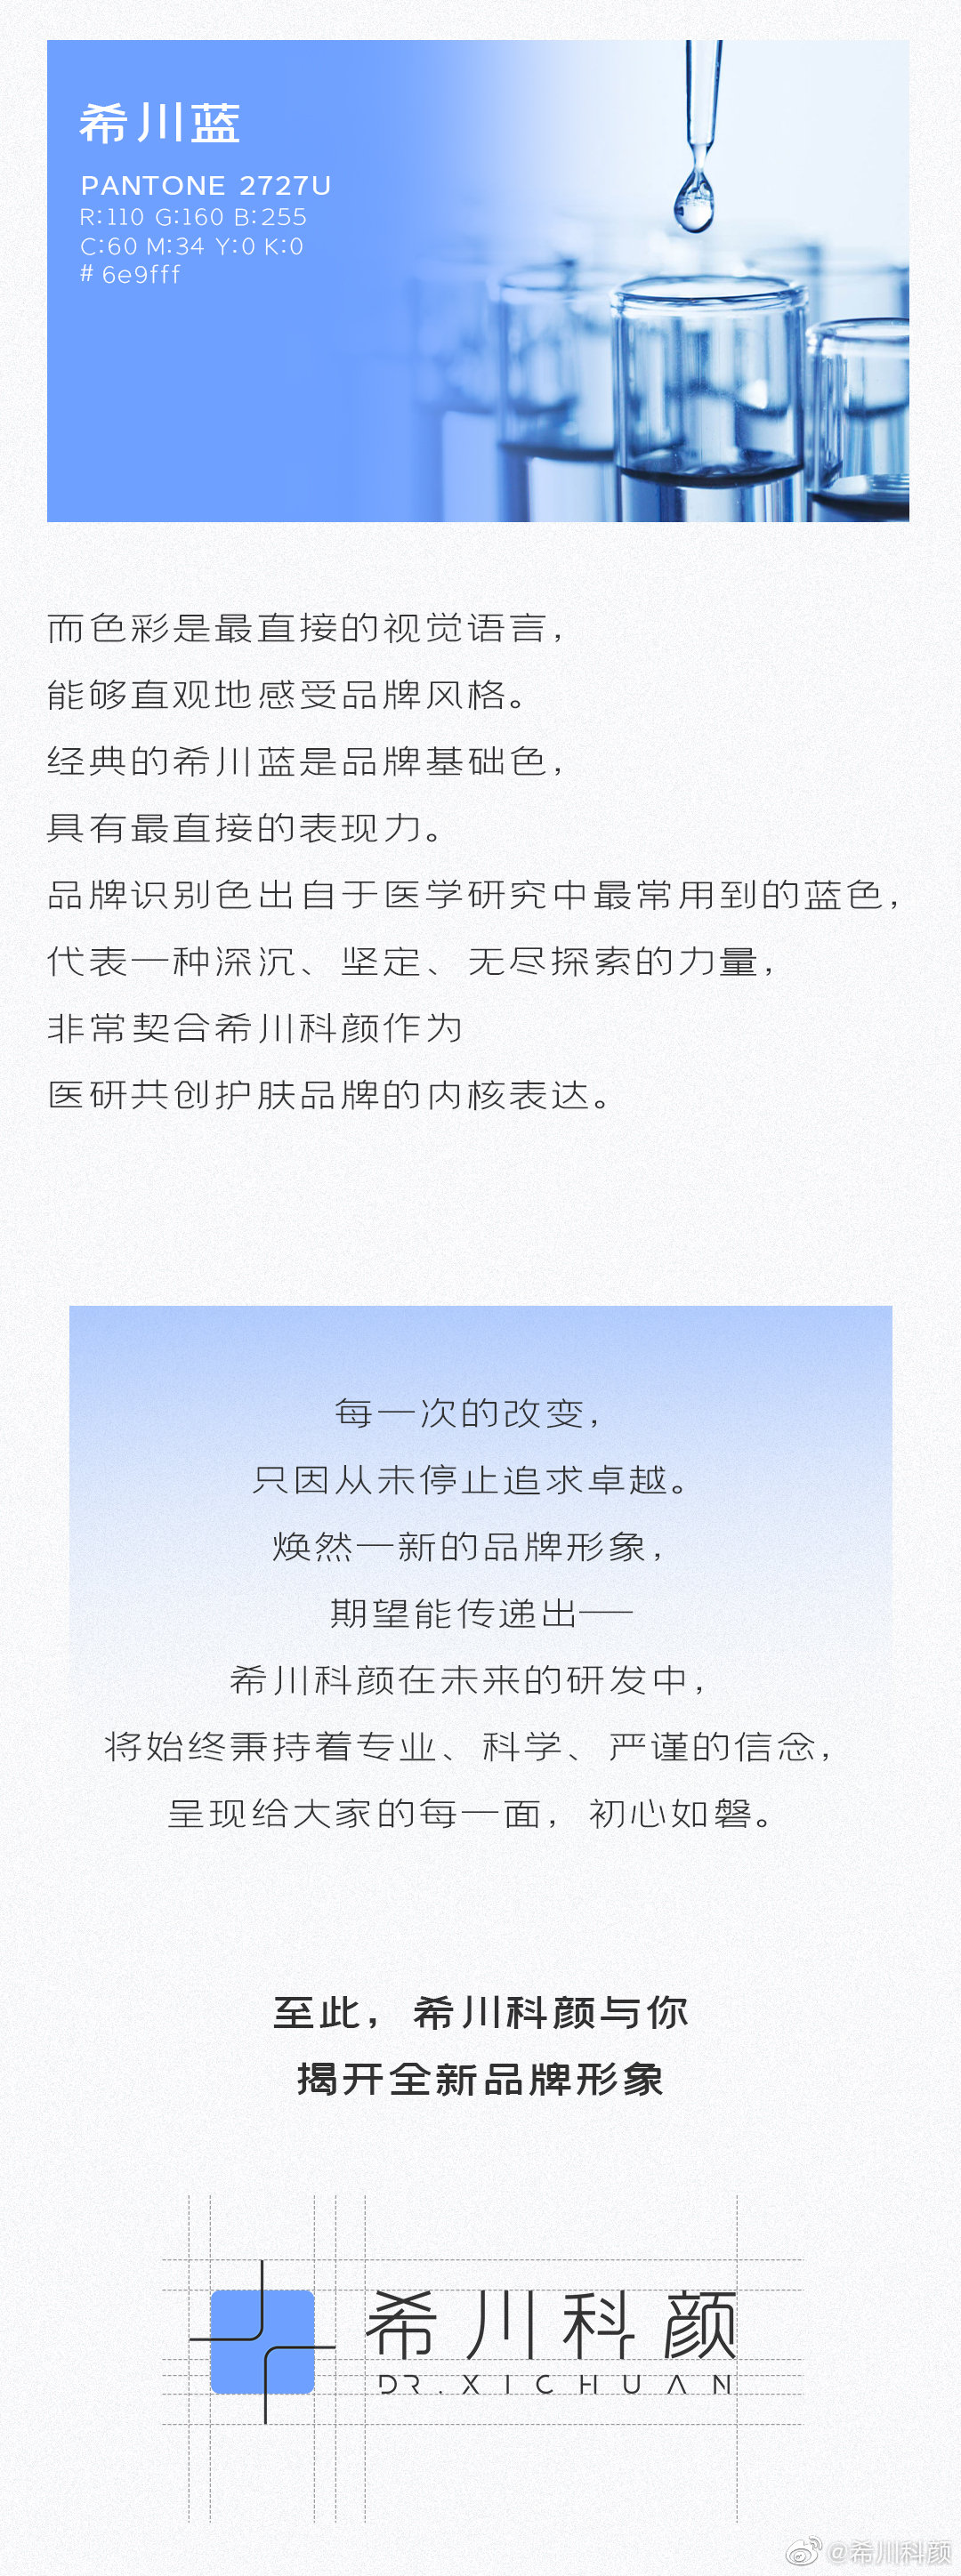 希川蓝
PANTONE 2727U
R:110 G:160 B:255
C:60 M:34 Y:0 K:0
# 6e9fff
而色彩是最直接的视觉语言，
能够直观地感受品牌风格。
经典的希川蓝是品牌基础色，
具有最直接的表现力。
品牌识别色出自于医学研究中最常用到的蓝色，
代表一种深沉、坚定、无尽探索的力量，
非常契合希川科颜作为
医研共创护肤品牌的内核表达。
每一次的改变，
只因从未停止追求卓越。
焕然一新的品牌形象，
期望能传递出——
希川科颜在未来的研发中，
将始终秉持着专业、科学、严谨的信念，
呈现给大家的每一面，初心如磐。
至此，希川科颜与你
揭开全新品牌形象
希川科颜
DR.XICHUAN
@希川科颜